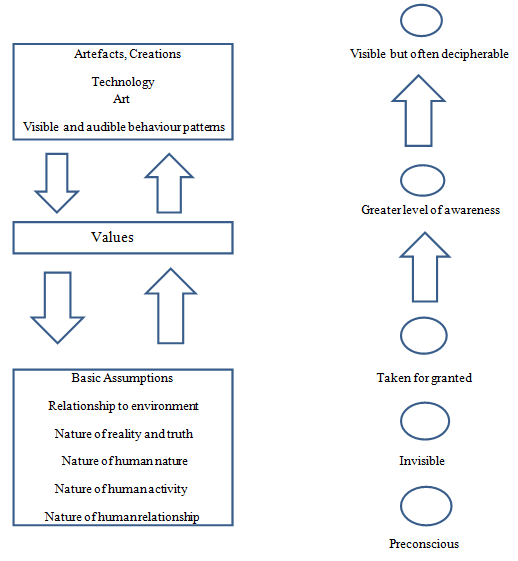 Artefacts, Creations
Technology
Art
Visible and audible behaviour patterns
Values
Basic Assumptions
Relationship to environment
Nature of reality and truth
Nature of human nature
Nature of human activity
Nature of human relationship
Visible but often decipherable
Greater level of awareness
Taken for granted
Invisible
Preconscious